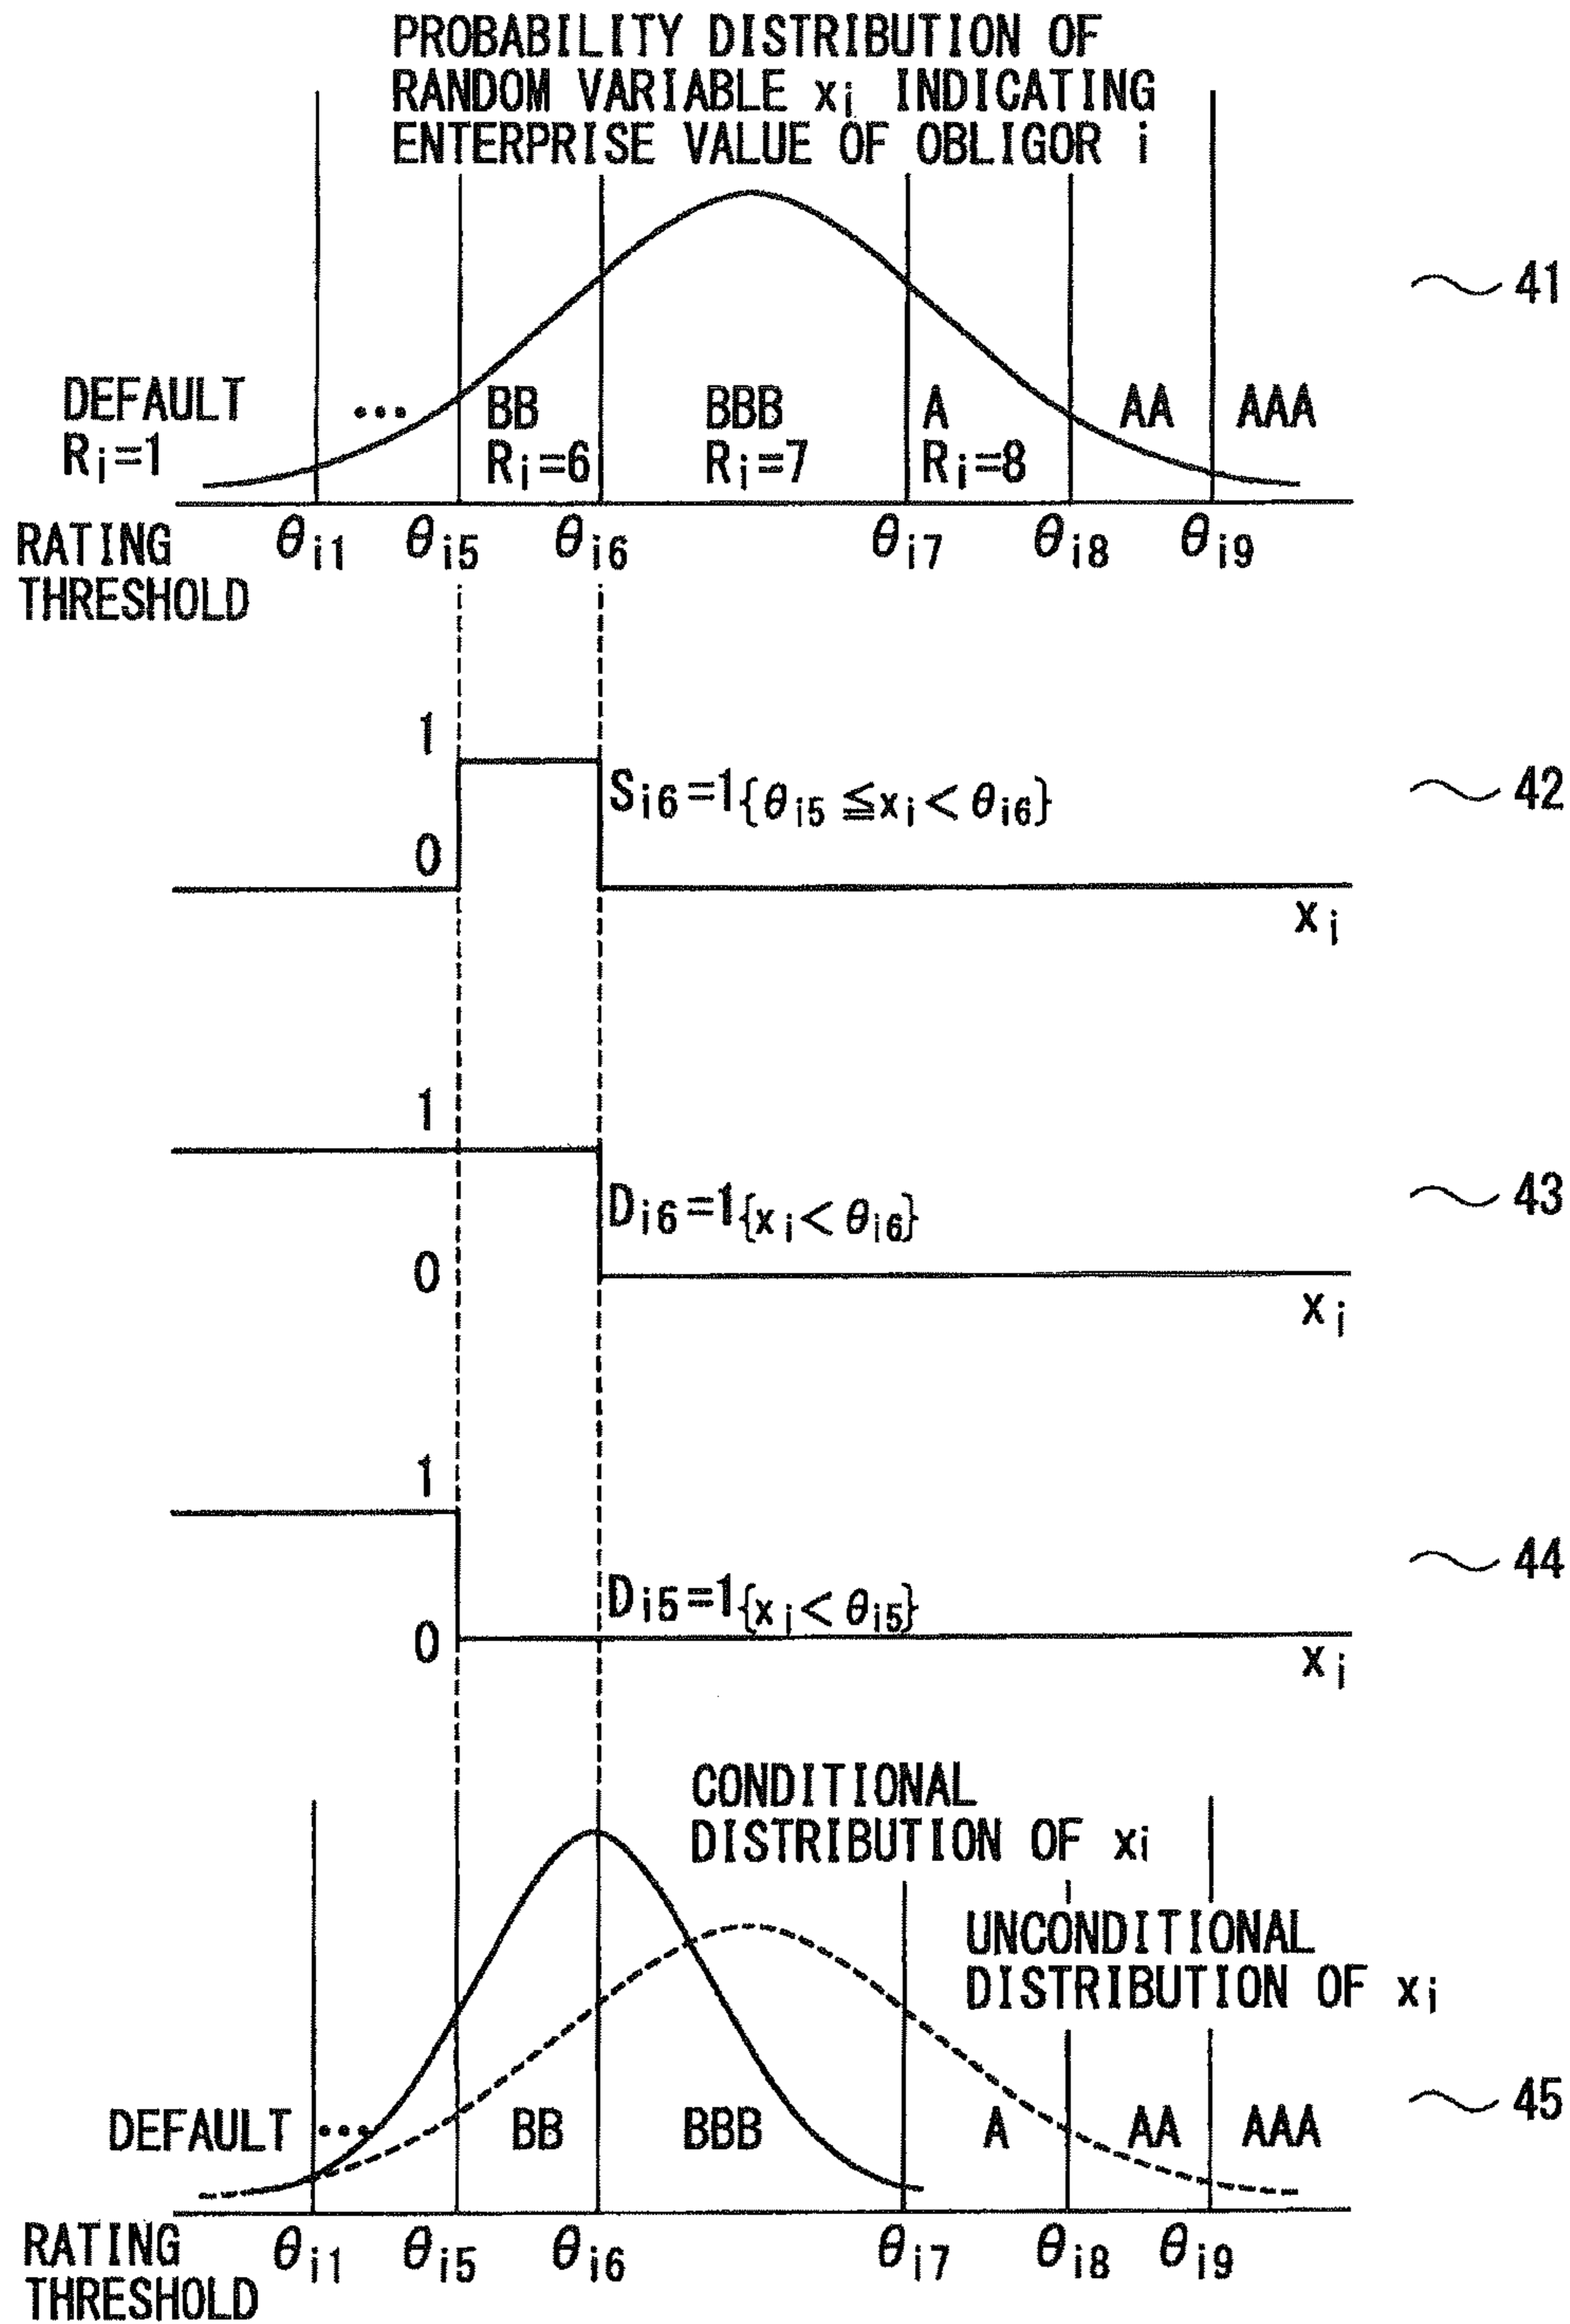 PROBABILITY DISTRIBUTION OF
RANDOM VARIABLE xi INDICATING
ENTERPRISE VALUE OF OBLIGOR i
41
DEFAULT ... BB BBB A AA AAA
Ri=1 Ri=6 Ri=7 Ri=8
RATING θi1 θi5 θi6 θi7 θi8 θi9
THRESHOLD
1
Si6=1{θi5 ≦xi< θi6} 42
0
xi
1
Di6=1{xi< θi6} 43
0
xi
1
44
Di5=1{xi< θi5}
0
xi
CONDITIONAL
DISTRIBUTION OF xi
UNCONDITIONAL
DISTRIBUTION OF xi
45
DEFAULT ... BB BBB A AA AAA
RATING θi1 θi5 θi6 θi7 θi8 θi9
THRESHOLD